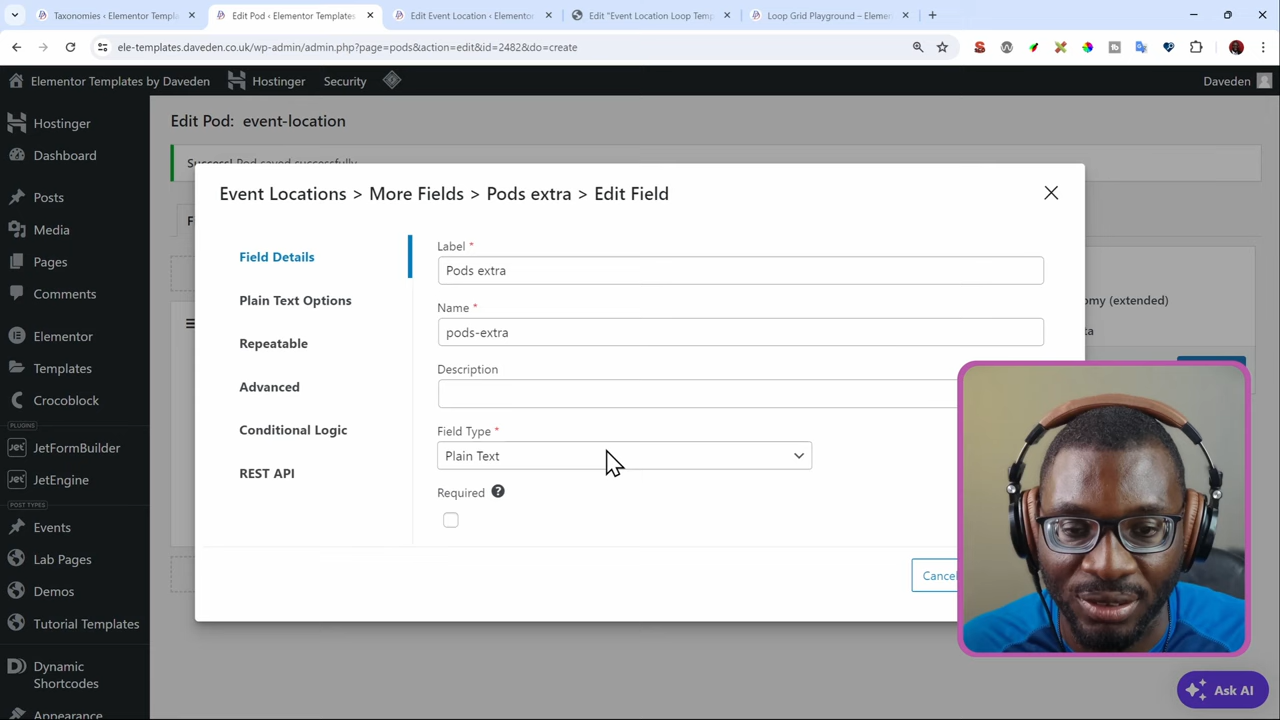 Taxonomies ‹ Elementor Templ
Edit Pod ‹ Elementor Templates
Edit Event Location ‹ Elementor
Edit "Event Location Loop Temp
Loop Grid Playground – Elemen
ele-templates.daveden.co.uk/wp-admin/admin.php?page=pods&action=edit&id=2482&do=create
Elementor Templates by Daveden
Hostinger
Security
Daveden
Hostinger
Dashboard
Posts
Media
Pages
Comments
Elementor
Templates
Crocoblock
PLUGINS
JetFormBuilder
JetEngine
POST TYPES
Events
Lab Pages
Demos
Tutorial Templates
Dynamic
Shortcodes
Appearance
Edit Pod: event-location
Success! Pod saved successfully
Event Locations > More Fields > Pods extra > Edit Field
Field Details
Plain Text Options
Repeatable
Advanced
Conditional Logic
REST API
Label *
Pods extra
Name *
pods-extra
Description
Field Type *
Plain Text
Required
Cancel
omy (extended)
Ask AI